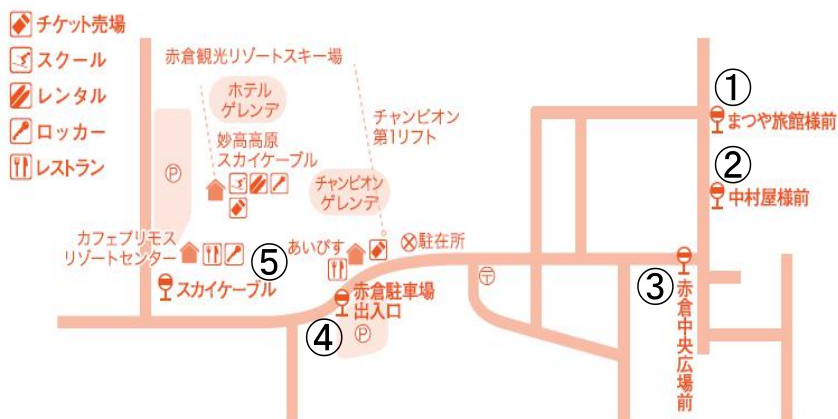 チケット売場
スクール
レンタル
ロッカー
レストラン
赤倉観光リゾートスキー場
ホテル
ゲレンデ
妙高高原
スカイケーブル
チャンピオン
第1リフト
チャンピオン
ゲレンデ
P
カフェプリモス
リゾートセンター
あいびす
駐在所
⑤
スカイケーブル
④
赤倉駐車場
出入口
P
〒
①
まつや旅館様前
②
中村屋様前
③
赤倉中央広場前